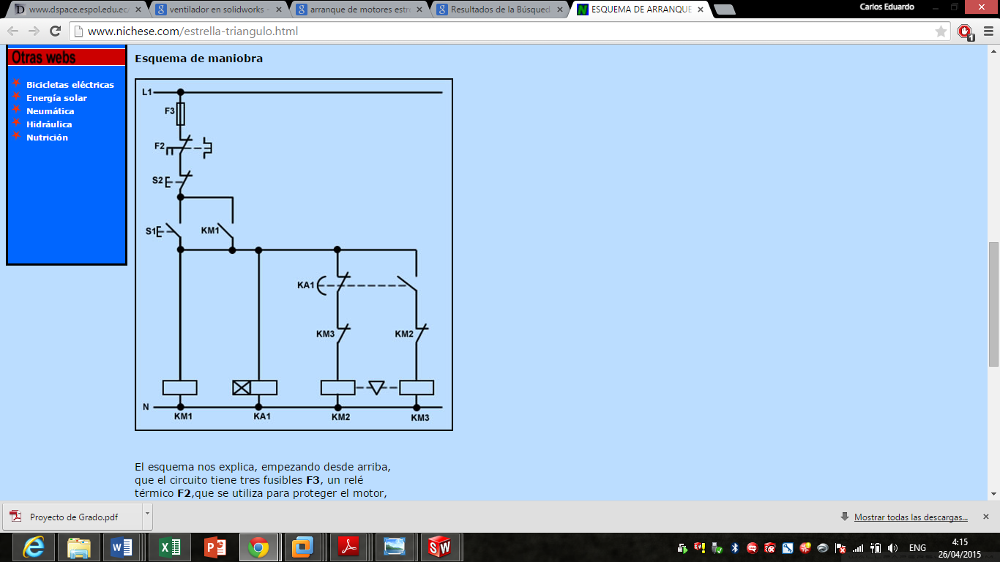 www.dspace.espol.edu.ec/
ventilador en solidworks -
arranque de motores estre
Resultados de la Búsqued
ESQUEMA DE ARRANQUE
Carlos Eduardo
www.nichese.com/estrella-triangulo.html
1
Otras webs
Bicicletas eléctricas
Energía solar
Neumática
Hidráulica
Nutrición
Esquema de maniobra
L1
F3
F2
S2
S1
KM1
KA1
KM3
KM2
N
KM1
KA1
KM2
KM3
El esquema nos explica, empezando desde arriba,
que el circuito tiene tres fusibles F3, un relé
térmico F2,que se utiliza para proteger el motor,
Proyecto de Grado.pdf
Mostrar todas las descargas...
ENG
4:15
26/04/2015